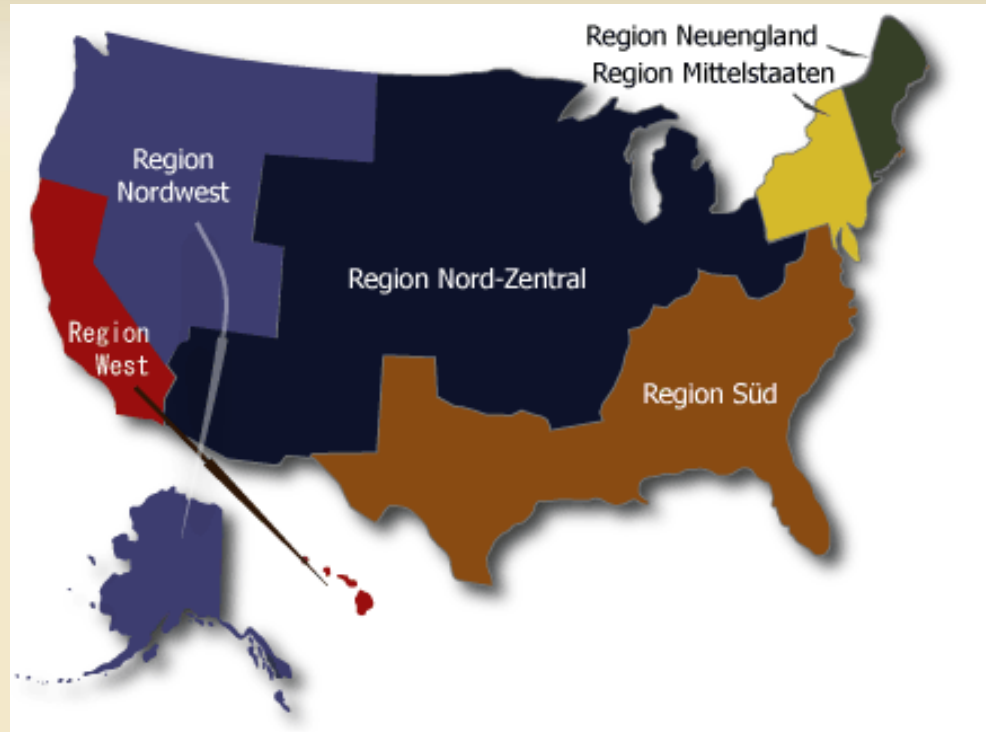 Region Neuengland
Region Mittelstaaten
Region
Nordwest
Region Nord-Zentral
Region
West
Region Süd